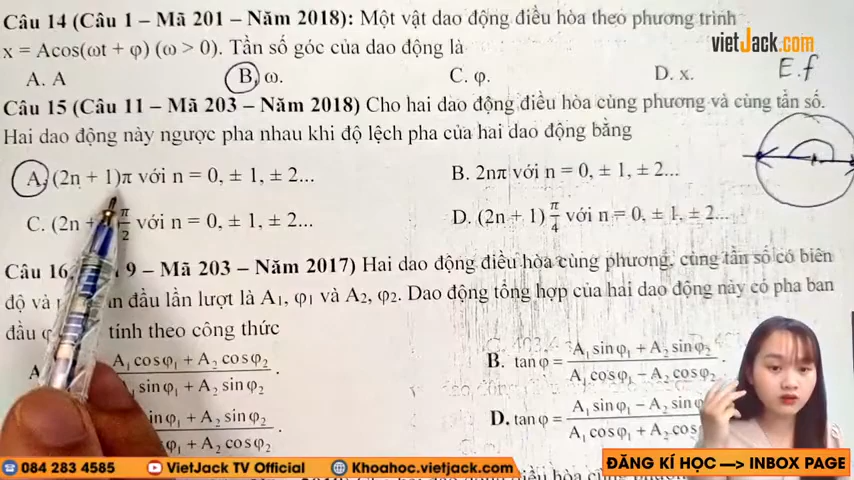 Câu 14 (Câu 1 – Mã 201 – Năm 2018): Một vật dao động điều hòa theo phương trình
x = Acos(ωt + φ) (ω > 0). Tần số góc của dao động là
vietJack.com
A. A B. ω. C. φ. D. x.
E.f
Câu 15 (Câu 11 – Mã 203 – Năm 2018) Cho hai dao động điều hòa cùng phương và cùng tần số.
Hai dao động này ngược pha nhau khi độ lệch pha của hai dao động bằng
A. (2n + 1)π với n = 0, ± 1, ± 2... B. 2nπ với n = 0, ± 1, ± 2...
C. (2n + π/2 với n = 0, ± 1, ± 2... D. (2n + 1) π/4 với n = 0, ± 1, ± 2...
Câu 16 9 – Mã 203 – Năm 2017) Hai dao động điều hòa cùng phương, cùng tần số có biên
độ và đầu lần lượt là A₁, φ₁ và A₂, φ₂. Dao động tổng hợp của hai dao động này có pha ban
đầu tính theo công thức
A₁cosφ₁ + A₂cosφ₂ B. tanφ = A₁sinφ₁ + A₂sinφ₂
sinφ₁ + A₂sinφ₂ A₁cosφ₁ – A₂cosφ₂
inφ₁ + A₂sinφ₂ . D. tanφ = A₁sinφ₁ – A₂sinφ
φ₁ + A₂cosφ₂ A₁cosφ₁ + A₂cos
084 283 4585 VietJack TV Official Khoahoc.vietjack.com ĐĂNG KÍ HỌC —> INBOX PAGE